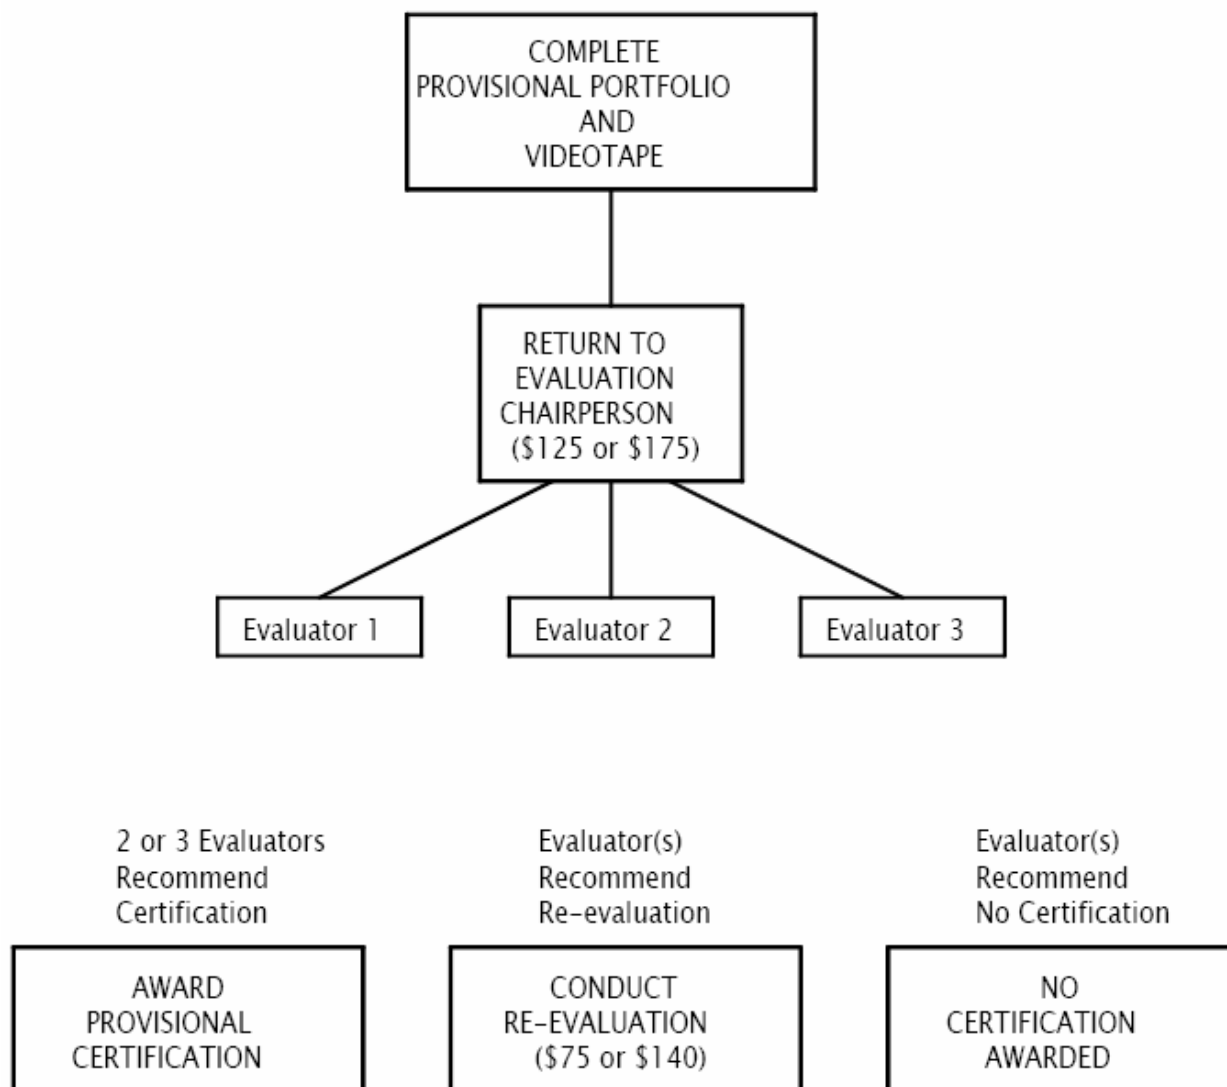 COMPLETE
PROVISIONAL PORTFOLIO
AND
VIDEOTAPE
RETURN TO
EVALUATION
CHAIRPERSON
($125 or $175)
Evaluator 1
Evaluator 2
Evaluator 3
2 or 3 Evaluators
Recommend
Certification
Evaluator(s)
Recommend
Re-evaluation
Evaluator(s)
Recommend
No Certification
AWARD
PROVISIONAL
CERTIFICATION
CONDUCT
RE-EVALUATION
($75 or $140)
NO
CERTIFICATION
AWARDED